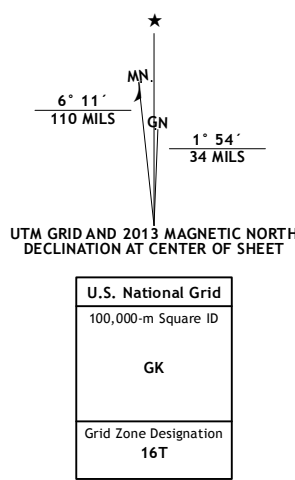 MN.
6° 11´
110 MILS
GN
1° 54´
34 MILS
UTM GRID AND 2013 MAGNETIC NORTH
DECLINATION AT CENTER OF SHEET
U.S. National Grid
100,000-m Square ID
GK
Grid Zone Designation
16T